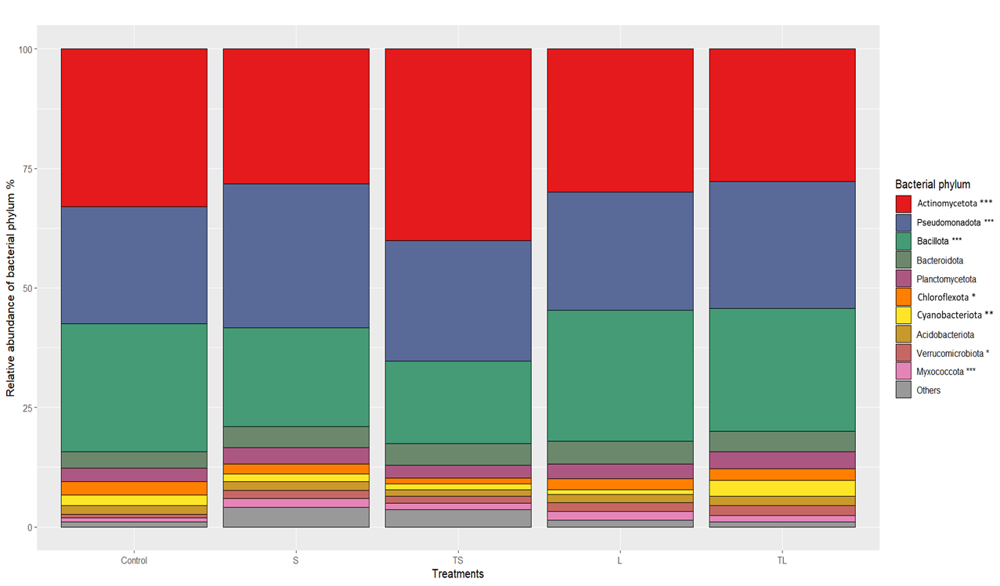 Relative abundance of bacterial phylum %
100
75
50
25
0
Control
S
TS
L
TL
Treatments
Bacterial phylum
Actinomycetota ***
Pseudomonadota ***
Bacillota ***
Bacteroidota
Planctomycetota
Chloroflexota *
Cyanobacteriota **
Acidobacteriota
Verrucomicrobiota *
Myxococcota ***
Others